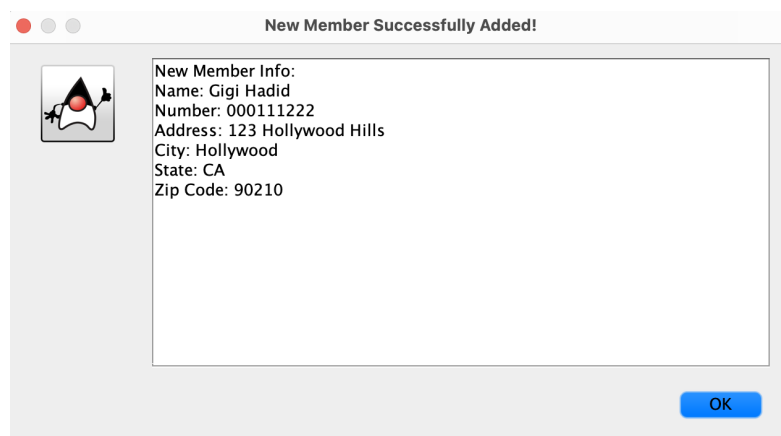 New Member Successfully Added!
New Member Info:
Name: Gigi Hadid
Number: 000111222
Address: 123 Hollywood Hills
City: Hollywood
State: CA
Zip Code: 90210
OK